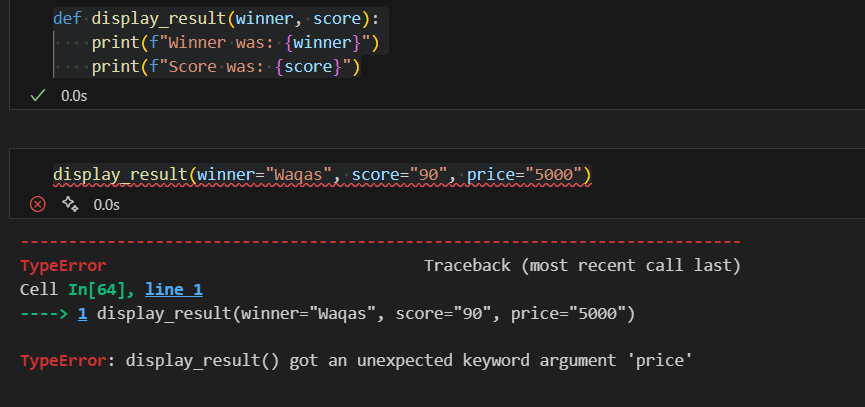 def display_result(winner, score):
    print(f"Winner was: {winner}")
    print(f"Score was: {score}")
0.0s
display_result(winner="Waqas", score="90", price="5000")
0.0s
---------------------------------------------------------------------------
TypeError                                 Traceback (most recent call last)
Cell In[64], line 1
----> 1 display_result(winner="Waqas", score="90", price="5000")
TypeError: display_result() got an unexpected keyword argument 'price'